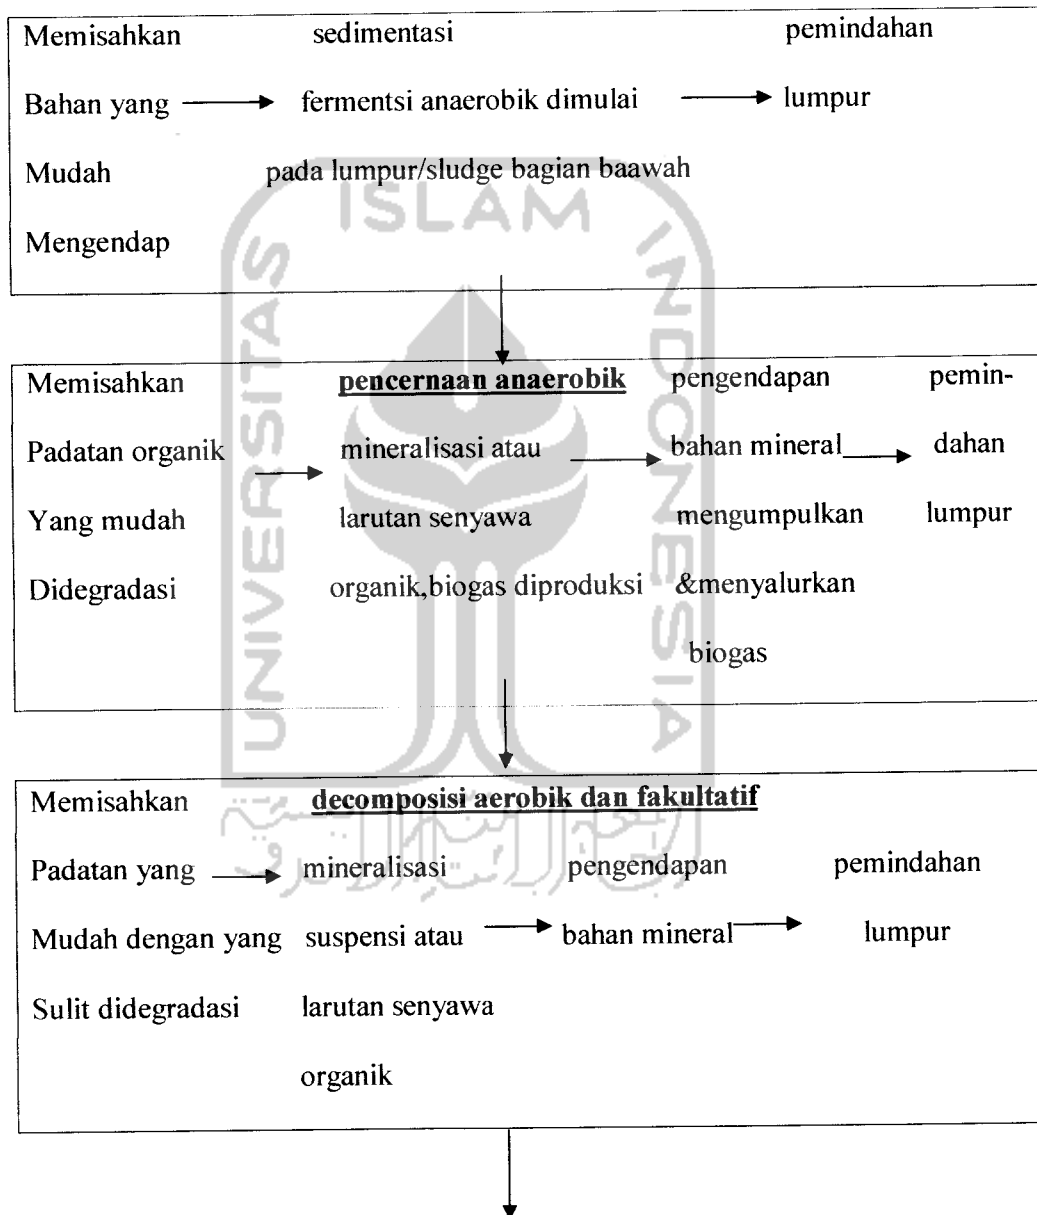 Memisahkan sedimentasi pemindahan
Bahan yang fermentsi anaerobik dimulai lumpur
Mudah pada lumpur/sludge bagian baawah
Mengendap
Memisahkan pencernaan anaerobik pengendapan pemin-
Padatan organik mineralisasi atau bahan mineral dahan
Yang mudah larutan senyawa mengumpulkan lumpur
Didegradasi organik,biogas diproduksi &menyalurkan
biogas
Memisahkan decomposisi aerobik dan fakultatif
Padatan yang mineralisasi pengendapan pemindahan
Mudah dengan yang suspensi atau bahan mineral lumpur
Sulit didegradasi larutan senyawa
organik
UNIVERSITAS
ISLAM
INDONESIA